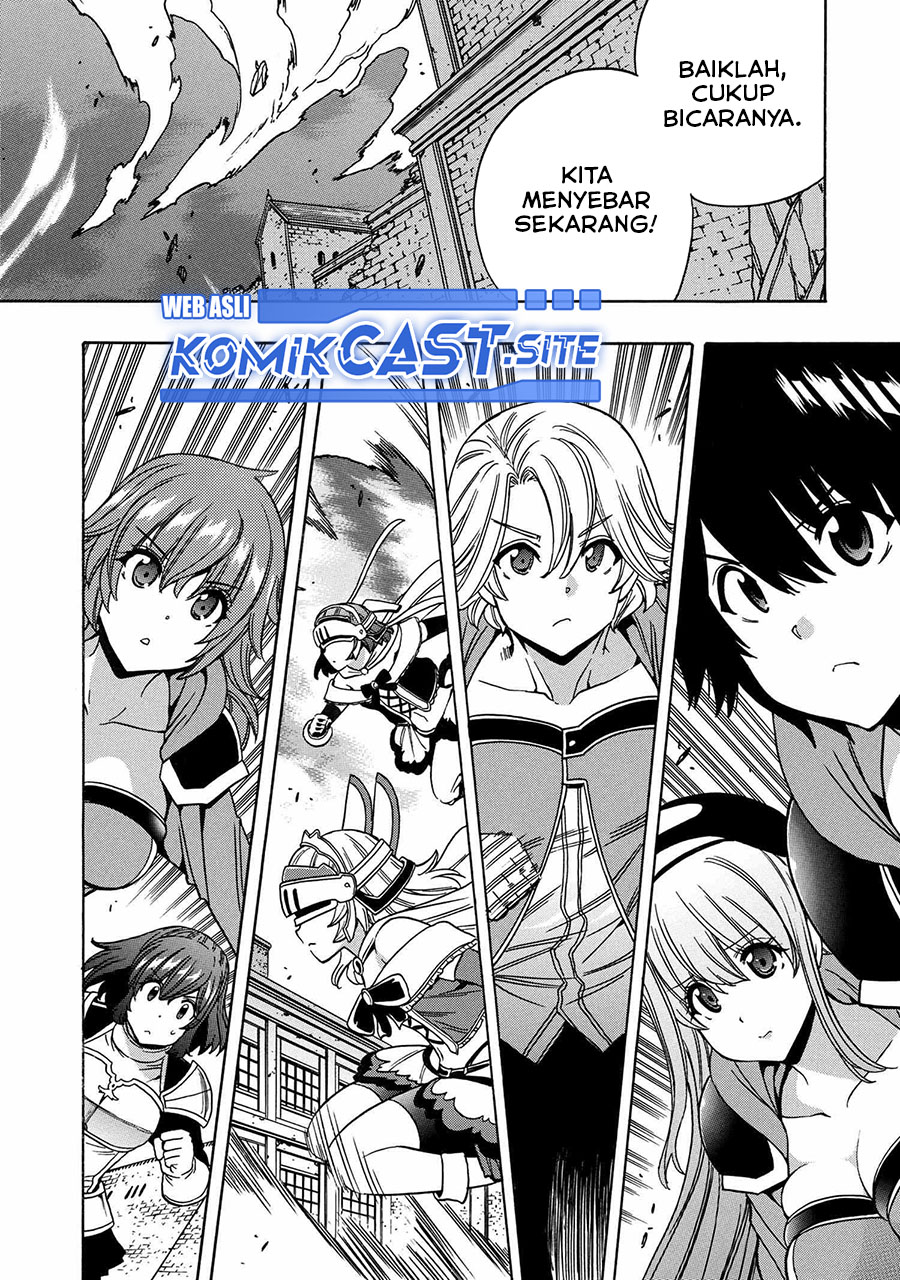 BAIKLAH,
CUKUP
BICARANYA.
KITA
MENYEBAR
SEKARANG!
WEB ASLI
KOMIKCAST.SITE